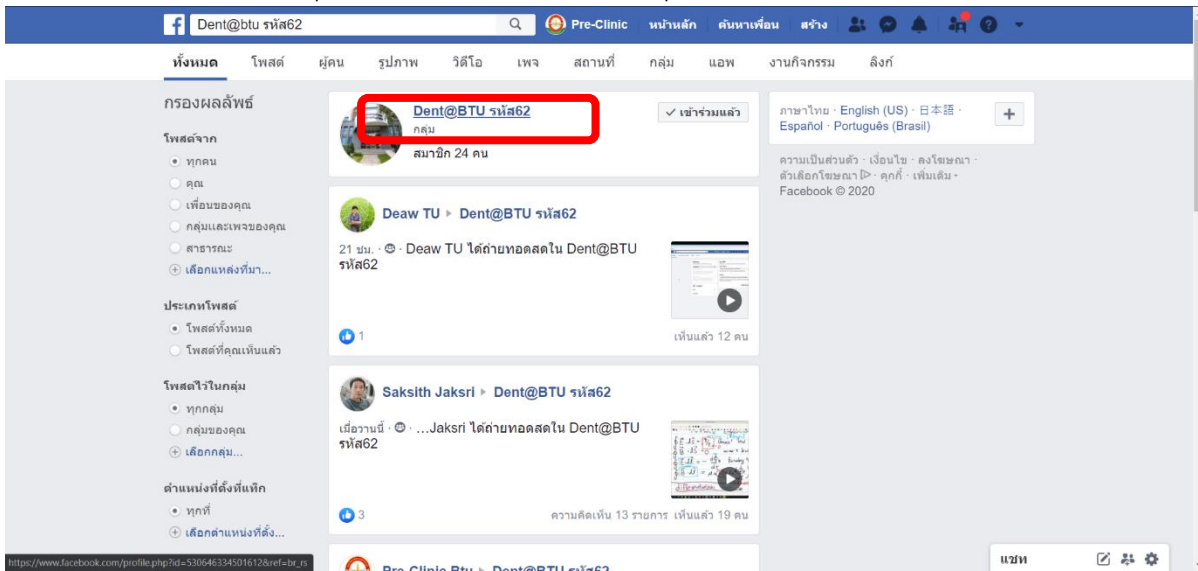 Dent@btu รหัส62
Pre-Clinic หน้าหลัก ค้นหาเพื่อน สร้าง
ทั้งหมด โพสต์ ผู้คน รูปภาพ วิดีโอ เพจ สถานที่ กลุ่ม แอพ งานกิจกรรม ลิงก์
กรองผลลัพธ์
โพสต์จาก
ทุกคน
คุณ
เพื่อนของคุณ
กลุ่มและเพจของคุณ
สาธารณะ
เลือกแหล่งที่มา...
ประเภทโพสต์
โพสต์ทั้งหมด
โพสต์ที่คุณเห็นแล้ว
โพสต์ไว้ในกลุ่ม
ทุกกลุ่ม
กลุ่มของคุณ
เลือกกลุ่ม...
ตำแหน่งที่ตั้งที่แท็ก
ทุกที่
เลือกตำแหน่งที่ตั้ง...
Dent@BTU รหัส62
กลุ่ม
สมาชิก 24 คน
เข้าร่วมแล้ว
Deaw TU Dent@BTU รหัส62
21 ชม. · Deaw TU ได้ถ่ายทอดสดใน Dent@BTU
รหัส62
1 เห็นแล้ว 12 คน
Saksith Jaksri Dent@BTU รหัส62
เมื่อวานนี้ · …Jaksri ได้ถ่ายทอดสดใน Dent@BTU
รหัส62
3 ความคิดเห็น 13 รายการ เห็นแล้ว 19 คน
Pre-Clinic Btu Dent@BTU รหัส62
ภาษาไทย · English (US) · 日本語 ·
Español · Português (Brasil)
ความเป็นส่วนตัว · เงื่อนไข · ลงโฆษณา ·
ตัวเลือกโฆษณา · คุกกี้ · เพิ่มเติม
Facebook © 2020
แชท
https://www.facebook.com/profile.php?id=530646334501612&ref=br_rs